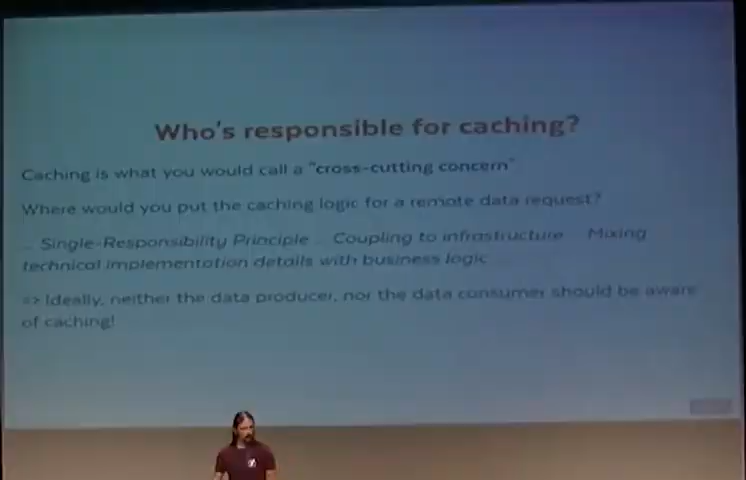 Who's responsible for caching?
Caching is what you would call a "cross-cutting concern"
Where would you put the caching logic for a remote data request?
... Single-Responsibility Principle ... Coupling to infrastructure ... Mixing
technical implementation details with business logic
=> Ideally, neither the data producer, nor the data consumer should be aware
of caching!